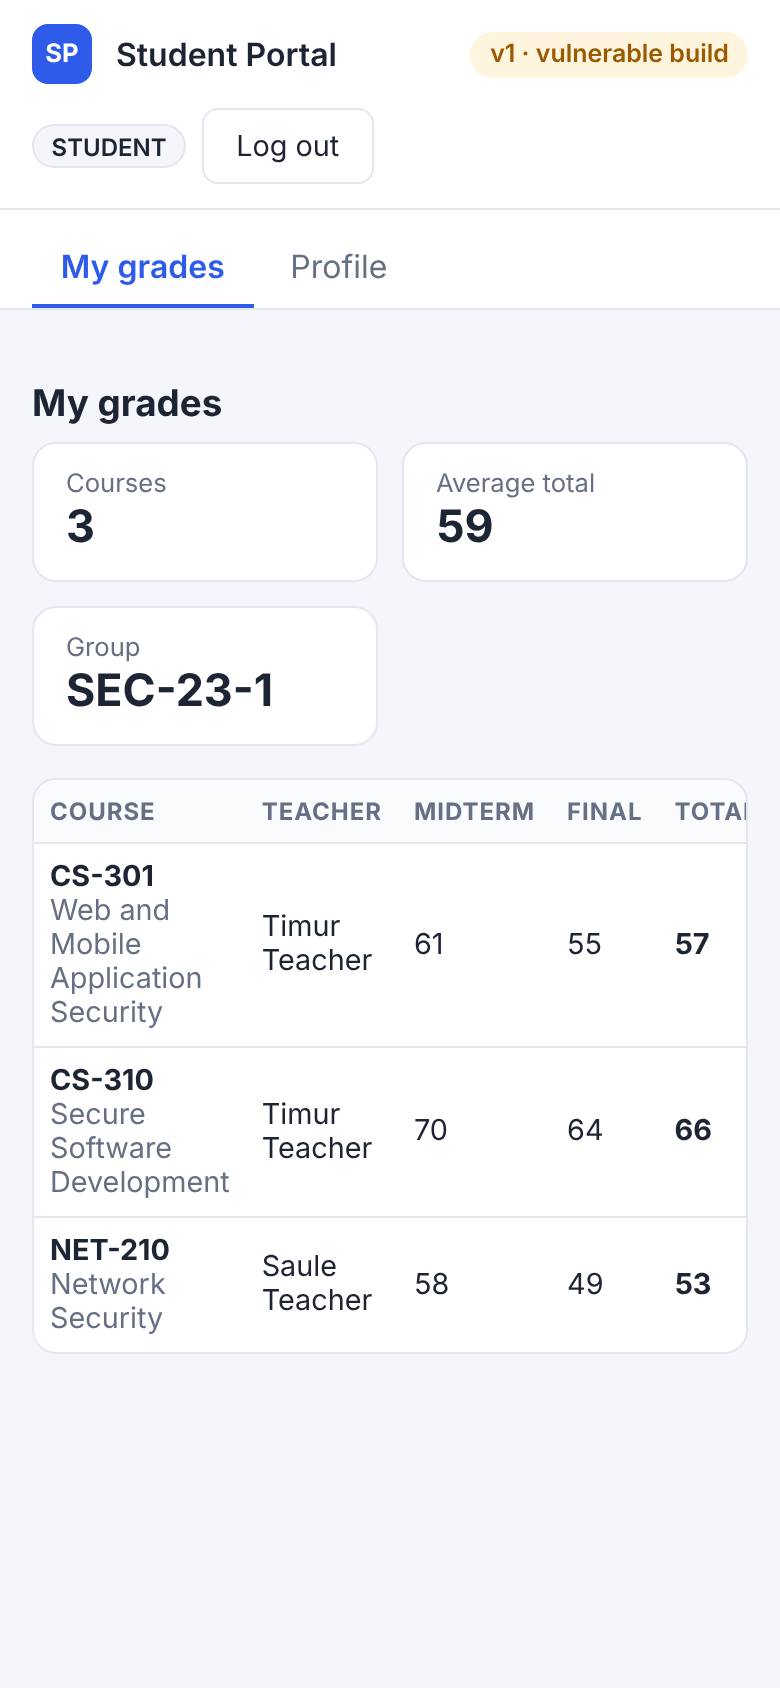 SP Student Portal v1 · vulnerable build
STUDENT Log out
My grades Profile
My grades
Courses
3
Average total
59
Group
SEC-23-1
COURSE TEACHER MIDTERM FINAL TOTAL
CS-301
Web and
Mobile
Application
Security
Timur
Teacher
61 55 57
CS-310
Secure
Software
Development
Timur
Teacher
70 64 66
NET-210
Network
Security
Saule
Teacher
58 49 53